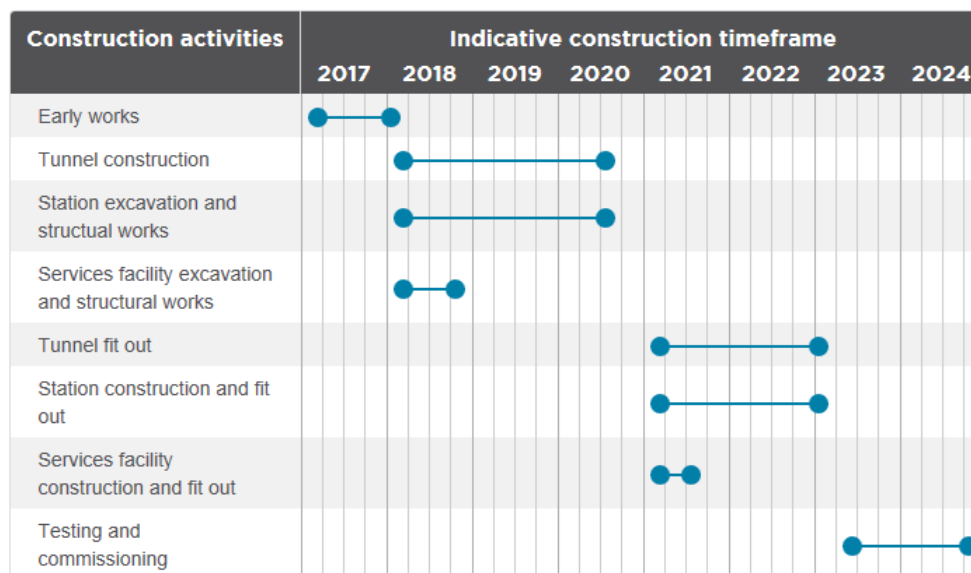 Construction activities
Indicative construction timeframe
2017 2018 2019 2020 2021 2022 2023 2024
Early works
Tunnel construction
Station excavation and
structual works
Services facility excavation
and structural works
Tunnel fit out
Station construction and fit
out
Services facility
construction and fit out
Testing and
commissioning